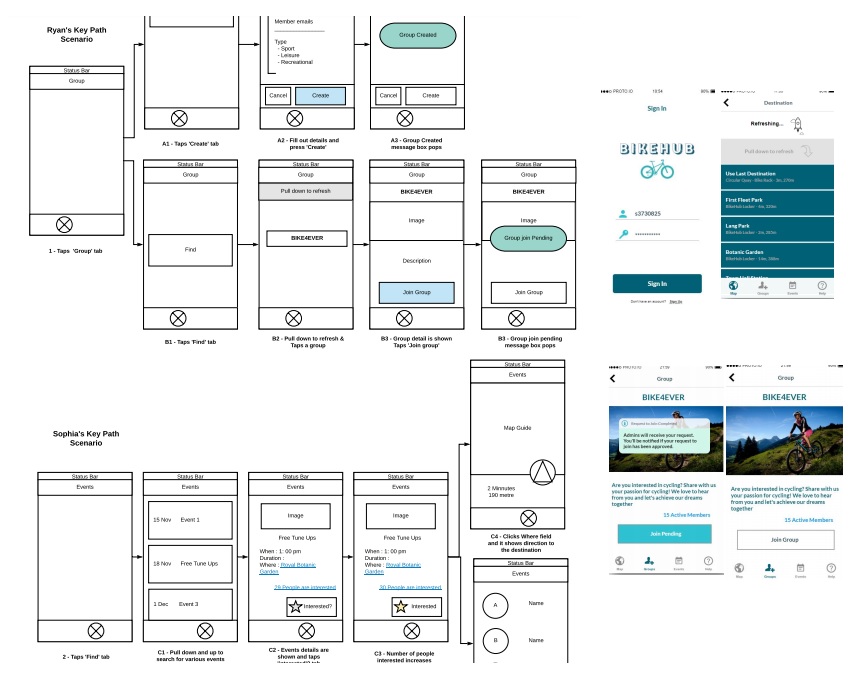 Ryan's Key Path
Scenario
Status Bar
Group
1 - Taps 'Group' tab
A1 - Taps 'Create' tab
Member emails
Type
- Sport
- Leisure
- Recreational
Cancel
Create
A2 - Fill out details and
press 'Create'
Group Created
Cancel
Create
A3 - Group Created
message box pops
Status Bar
Group
Find
B1 - Taps 'Find' tab
Status Bar
Group
Pull down to refresh
BIKE4EVER
B2 - Pull down to refresh &
Taps a group
Status Bar
Group
BIKE4EVER
Image
Description
Join Group
B3 - Group detail is shown
Taps 'Join group'
Status Bar
Group
BIKE4EVER
Image
Group join Pending
Join Group
B3 - Group join pending
message box pops
Sophia's Key Path
Scenario
Status Bar
Events
2 - Taps 'Find' tab
Status Bar
Events
15 Nov Event 1
18 Nov Free Tune Ups
1 Dec Event 3
C1 - Pull down and up to
search for various events
Status Bar
Events
Image
Free Tune Ups
When : 1: 00 pm
Duration :
Where : Royal Botanic
Garden
29 People are interested
Interested?
C2 - Events details are
shown and taps
Status Bar
Events
Image
Free Tune Ups
When : 1: 00 pm
Duration :
Where : Royal Botanic
Garden
30 People are interested
Interested
C3 - Number of people
interested increases
Status Bar
Events
Map Guide
2 Minnutes
190 metre
C4 - Clicks Where field
and it shows direction to
the destination
Status Bar
Events
A Name
B Name
Sign In
BIKEHUB
s3730825
Sign In
Don't have an account? Sign Up
Destination
Refreshing...
Pull down to refresh
Use Last Destination
First Fleet Park
Lang Park
Botanic Garden
Map Groups Events Help
Group
BIKE4EVER
Request to Join Completed
Admins will receive your request.
You'll be notified if your request to
join has been approved.
Are you interested in cycling? Share with us
your passion for cycling! We love to hear
from you and let's achieve our dreams
together
15 Active Members
Join Pending
Map Groups Events Help
Group
BIKE4EVER
Are you interested in cycling? Share with us
your passion for cycling! We love to hear
from you and let's achieve our dreams
together
15 Active Members
Join Group
Map Groups Events Help